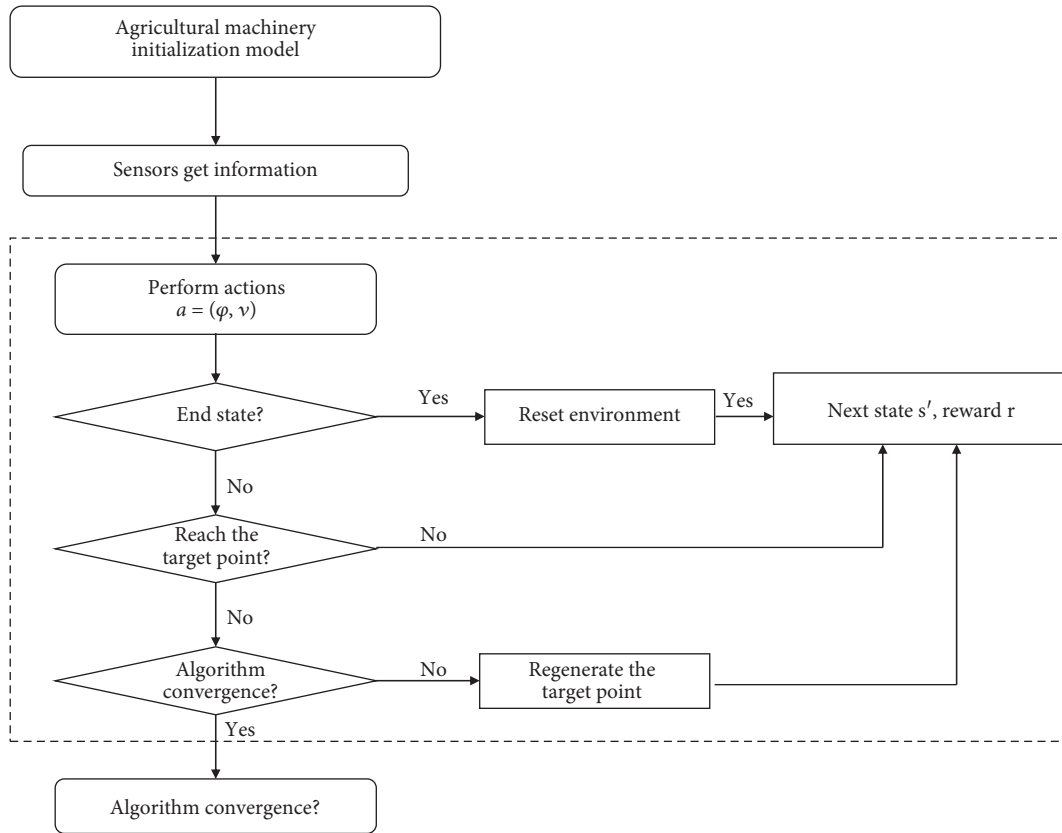 Agricultural machinery
initialization model
Sensors get information
Perform actions
a = (φ, v)
End state?
Yes
Reset environment
Yes
Next state s′, reward r
No
Reach the
target point?
No
No
Algorithm
convergence?
No
Regenerate the
target point
Yes
Algorithm convergence?